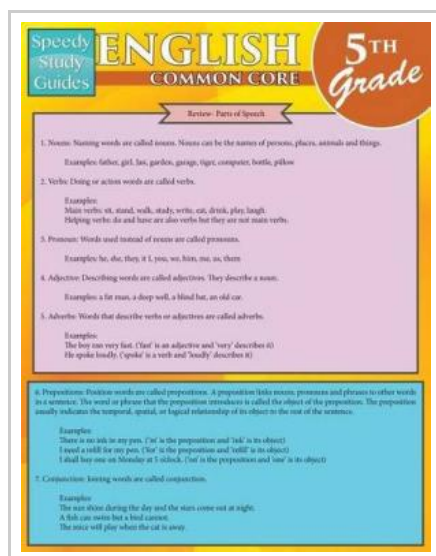 Speedy
Study
Guides
ENGLISH
COMMON CORE
5TH
Grade
Review: Parts of Speech
1. Nouns: Naming words are called nouns. Nouns can be the names of persons, places, animals and things.
Examples: father, girl, Jan, garden, garage, tiger, computer, bottle, pillow
2. Verbs: Doing or action words are called verbs.
Examples:
Main verbs: sit, stand, walk, study, write, eat, drink, play, laugh.
Helping verbs: do and have are also verbs but they are not main verbs.
3. Pronoun: Words used instead of nouns are called pronouns.
Examples: he, she, they, it I, you, we, him, me, us, them
4. Adjective: Describing words are called adjectives. They describe a noun.
Examples: a fat man, a deep well, a blind bat, an old car.
5. Adverbs: Words that describe verbs or adjectives are called adverbs.
Examples:
The boy ran very fast. ('fast' is an adjective and 'very' describes it)
He spoke loudly. ('spoke' is a verb and 'loudly' describes it)
6. Prepositions: Position words are called prepositions. A preposition links nouns, pronouns and phrases to other words
in a sentence. The word or phrase that the preposition introduces is called the object of the preposition. The preposition
usually indicates the temporal, spatial, or logical relationship of its object to the rest of the sentence.
Examples:
There is no ink in my pen. ('in' is the preposition and 'ink' is its object)
I need a refill for my pen. ('for' is the preposition and 'refill' is its object)
I shall buy one on Monday at 5 o'clock. ('on' is the preposition and 'one' is its object)
7. Conjunction: Joining words are called conjunction.
Examples:
The sun shines during the day and the stars come out at night.
A fish can swim but a bird cannot.
The mice will play when the cat is away.